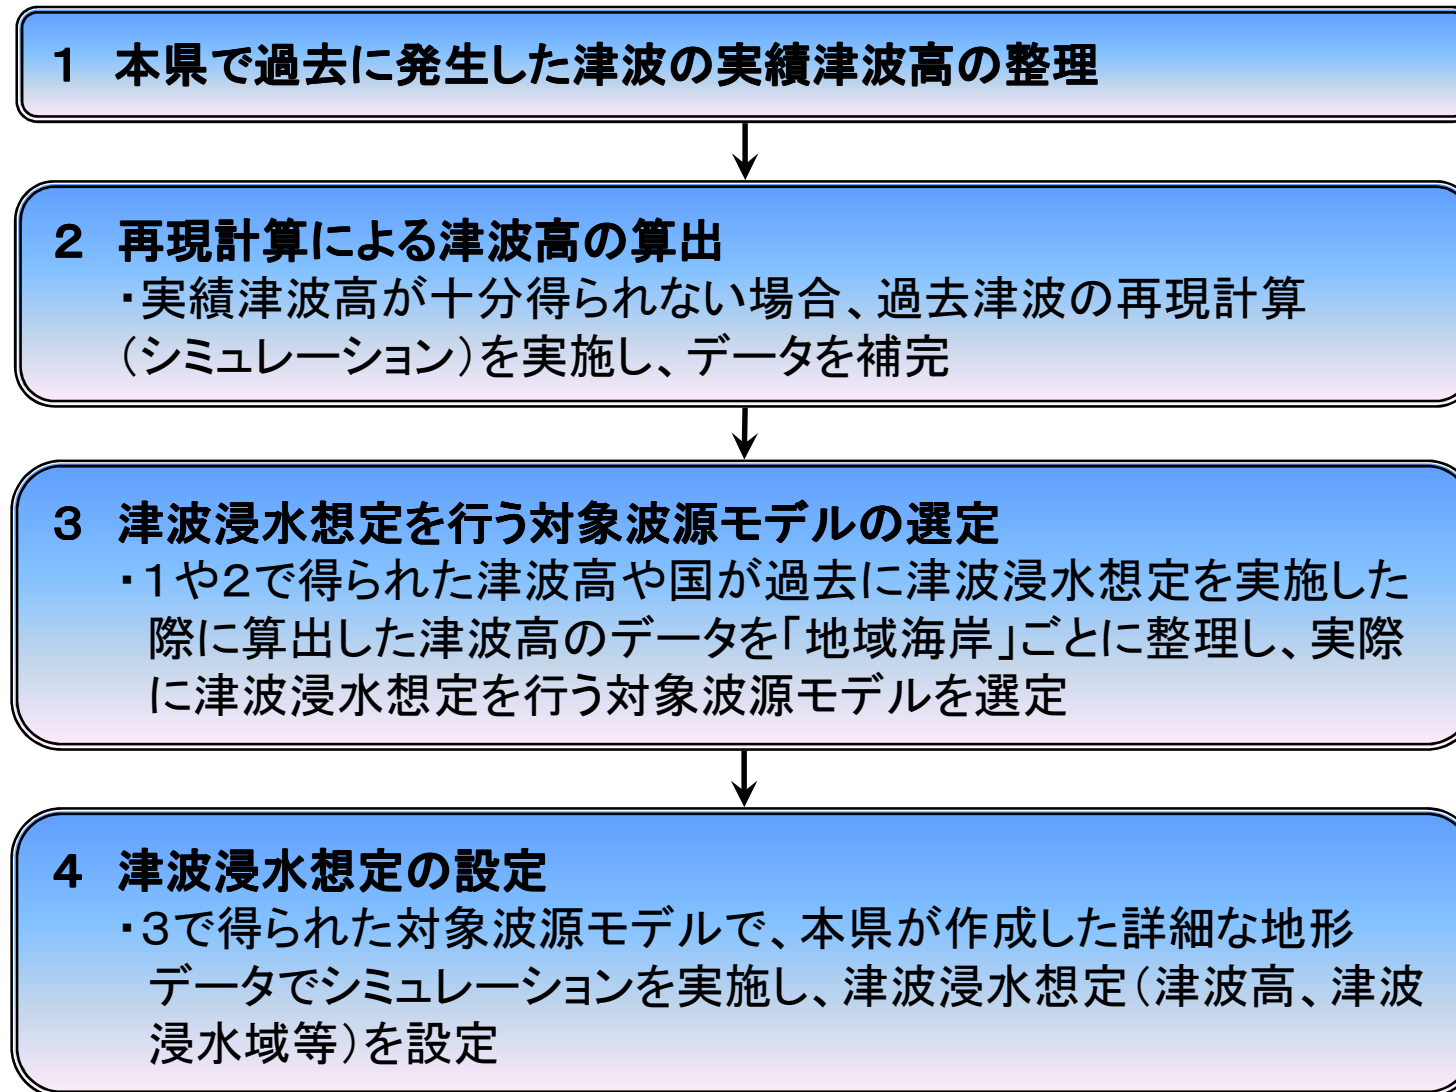 １　本県で過去に発生した津波の実績津波高の整理
２　再現計算による津波高の算出
・実績津波高が十分得られない場合、過去津波の再現計算
（シミュレーション）を実施し、データを補完
３　津波浸水想定を行う対象波源モデルの選定
・１や２で得られた津波高や国が過去に津波浸水想定を実施した
際に算出した津波高のデータを「地域海岸」ごとに整理し、実際
に津波浸水想定を行う対象波源モデルを選定
４　津波浸水想定の設定
・３で得られた対象波源モデルで、本県が作成した詳細な地形
データでシミュレーションを実施し、津波浸水想定（津波高、津波
浸水域等）を設定